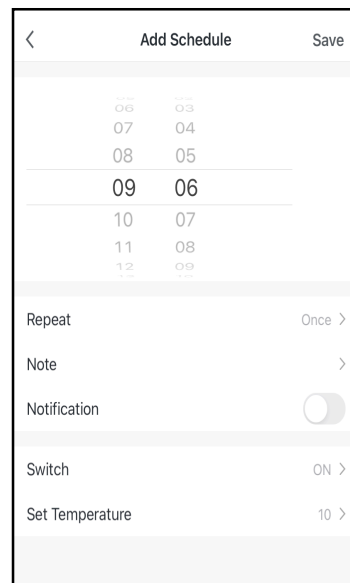 Add Schedule Save
06 03
07 04
08 05
09 06
10 07
11 08
12 09
Repeat Once
Note
Notification
Switch ON
Set Temperature 10